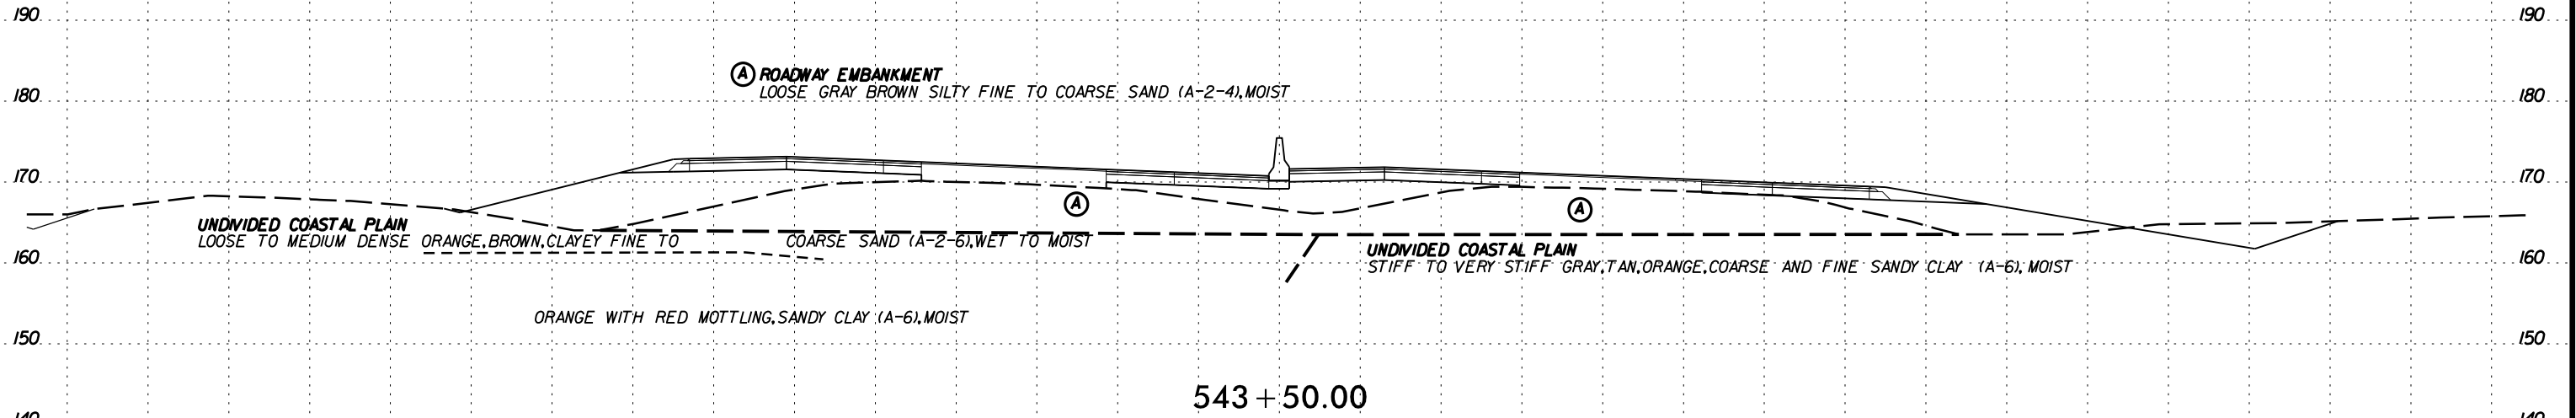 190 190
Ⓐ ROADWAY EMBANKMENT
LOOSE GRAY BROWN SILTY FINE TO COARSE SAND (A-2-4), MOIST
180 180
170 170
Ⓐ Ⓐ
UNDIVIDED COASTAL PLAIN
LOOSE TO MEDIUM DENSE ORANGE, BROWN, CLAYEY FINE TO COARSE SAND (A-2-6), WET TO MOIST
UNDIVIDED COASTAL PLAIN
160 160
STIFF TO VERY STIFF GRAY, TAN, ORANGE, COARSE AND FINE SANDY CLAY (A-6), MOIST
ORANGE WITH RED MOTTLING, SANDY CLAY (A-6), MOIST
150 150
543+50.00
140 140